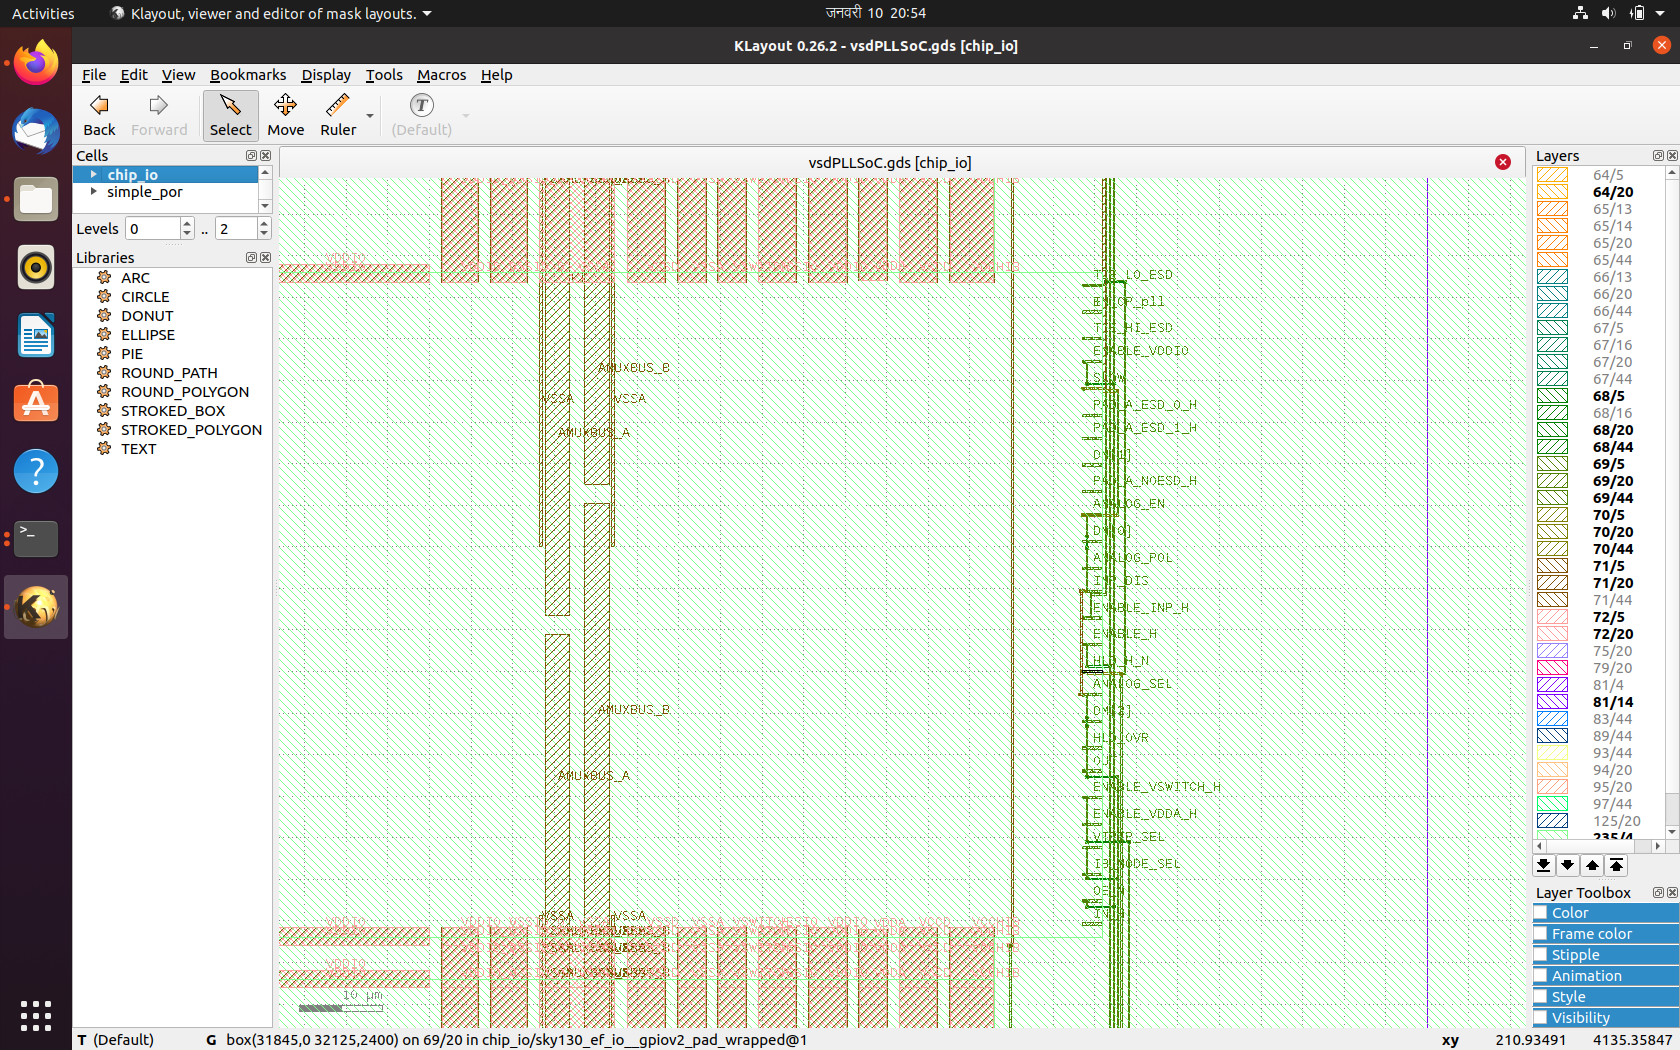 Activities
Klayout, viewer and editor of mask layouts.
जनवरी 10 20:54
KLayout 0.26.2 - vsdPLLSoC.gds [chip_io]
File Edit View Bookmarks Display Tools Macros Help
Back Forward Select Move Ruler (Default)
Cells
chip_io
simple_por
Levels 0 .. 2
Libraries
ARC
CIRCLE
DONUT
ELLIPSE
PIE
ROUND_PATH
ROUND_POLYGON
STROKED_BOX
STROKED_POLYGON
TEXT
vsdPLLSoC.gds [chip_io]
VDDIO
TIE_LO_ESD
TIE_HI_ESD
ENABLE_VDDIO
SLOW
AMUXBUS_B
VSSA
VSSA
AMUXBUS_A
PAD_A_ESD_0_H
PAD_A_ESD_1_H
DM[1]
PAD_A_NOESD_H
ANALOG_EN
DM[0]
ANALOG_POL
INP_DIS
ENABLE_INP_H
ENABLE_H
HLD_H_N
ANALOG_SEL
DM[2]
AMUXBUS_B
HLD_OVR
OUT
AMUXBUS_A
ENABLE_VSWITCH_H
ENABLE_VDDA_H
VTRIP_SEL
IB_MODE_SEL
VSSA
VSSA
VDDIO
VDDIO
10 µm
Layers
64/5
64/20
65/13
65/14
65/20
65/44
66/13
66/20
66/44
67/5
67/16
67/20
67/44
68/5
68/16
68/20
68/44
69/5
69/20
69/44
70/5
70/20
70/44
71/5
71/20
71/44
72/5
72/20
75/20
79/20
81/4
81/14
83/44
89/44
93/44
94/20
95/20
97/44
125/20
235/4
Layer Toolbox
Color
Frame color
Stipple
Animation
Style
Visibility
T (Default) G box(31845,0 32125,2400) on 69/20 in chip_io/sky130_ef_io__gpiov2_pad_wrapped@1 xy 210.93491 4135.35847